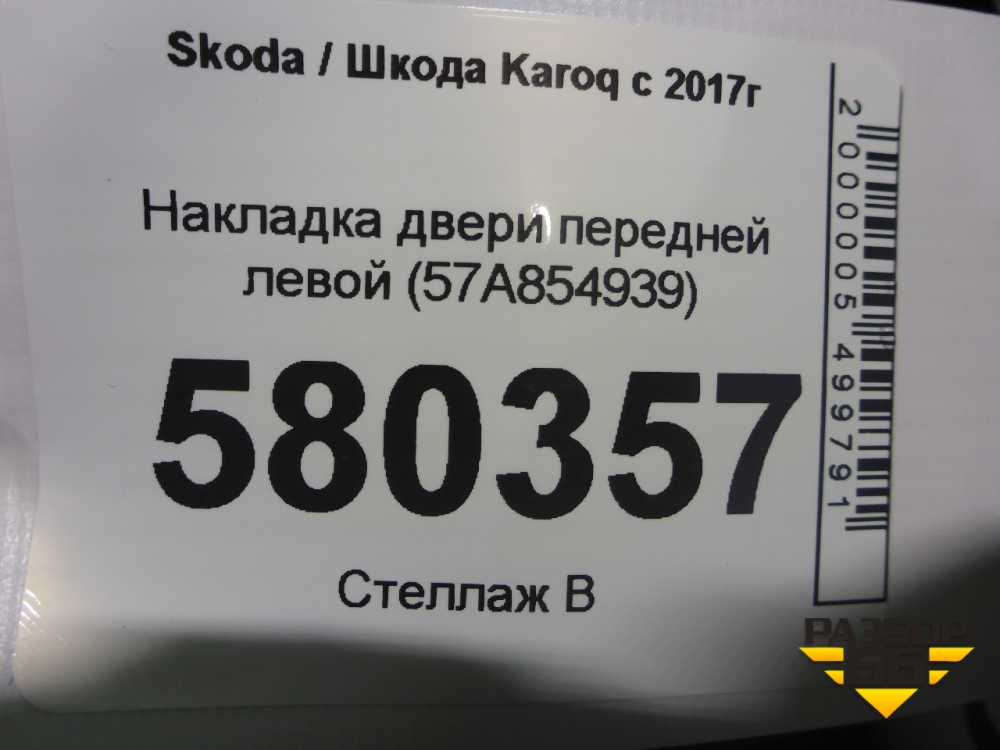 Skoda / Шкода Karoq с 2017г
Накладка двери передней
левой (57A854939)
580357
Стеллаж В
2000005499791
РАЗБОР
66